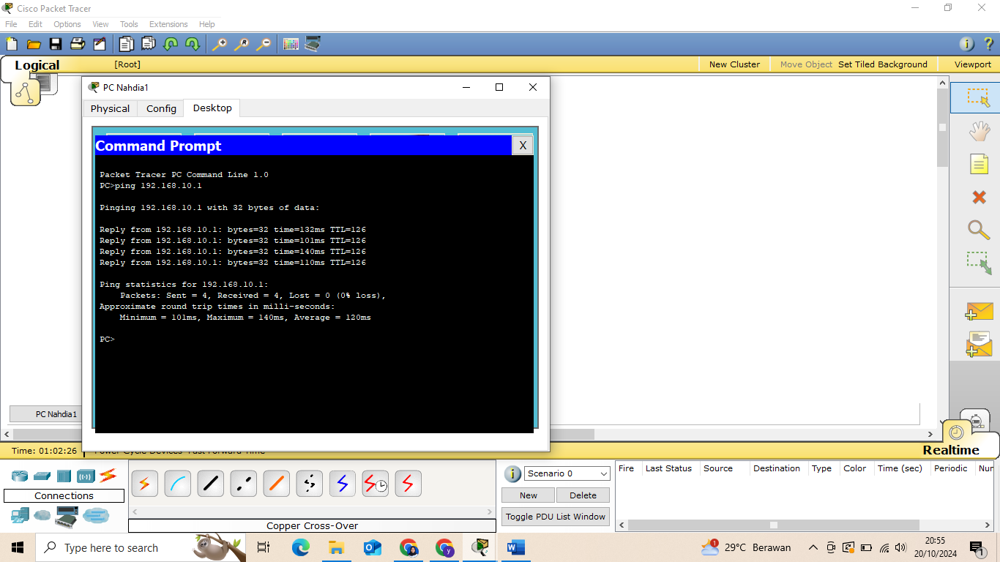 Cisco Packet Tracer
File Edit Options View Tools Extensions Help
Logical
[Root]
New Cluster
Move Object
Set Tiled Background
Viewport
PC Nahdia1
Physical Config Desktop
Command Prompt
X
Packet Tracer PC Command Line 1.0
PC>ping 192.168.10.1
Pinging 192.168.10.1 with 32 bytes of data:
Reply from 192.168.10.1: bytes=32 time=132ms TTL=126
Reply from 192.168.10.1: bytes=32 time=101ms TTL=126
Reply from 192.168.10.1: bytes=32 time=140ms TTL=126
Reply from 192.168.10.1: bytes=32 time=110ms TTL=126
Ping statistics for 192.168.10.1:
Packets: Sent = 4, Received = 4, Lost = 0 (0% loss),
Approximate round trip times in milli-seconds:
Minimum = 101ms, Maximum = 140ms, Average = 120ms
PC>
PC Nahdia1
Time: 01:02:26
Power Cycle Devices Fast Forward Time
Realtime
Connections
Copper Cross-Over
Scenario 0
New Delete
Toggle PDU List Window
Fire Last Status Source Destination Type Color Time (sec) Periodic
Type here to search
1
29°C Berawan
20:55
20/10/2024
1